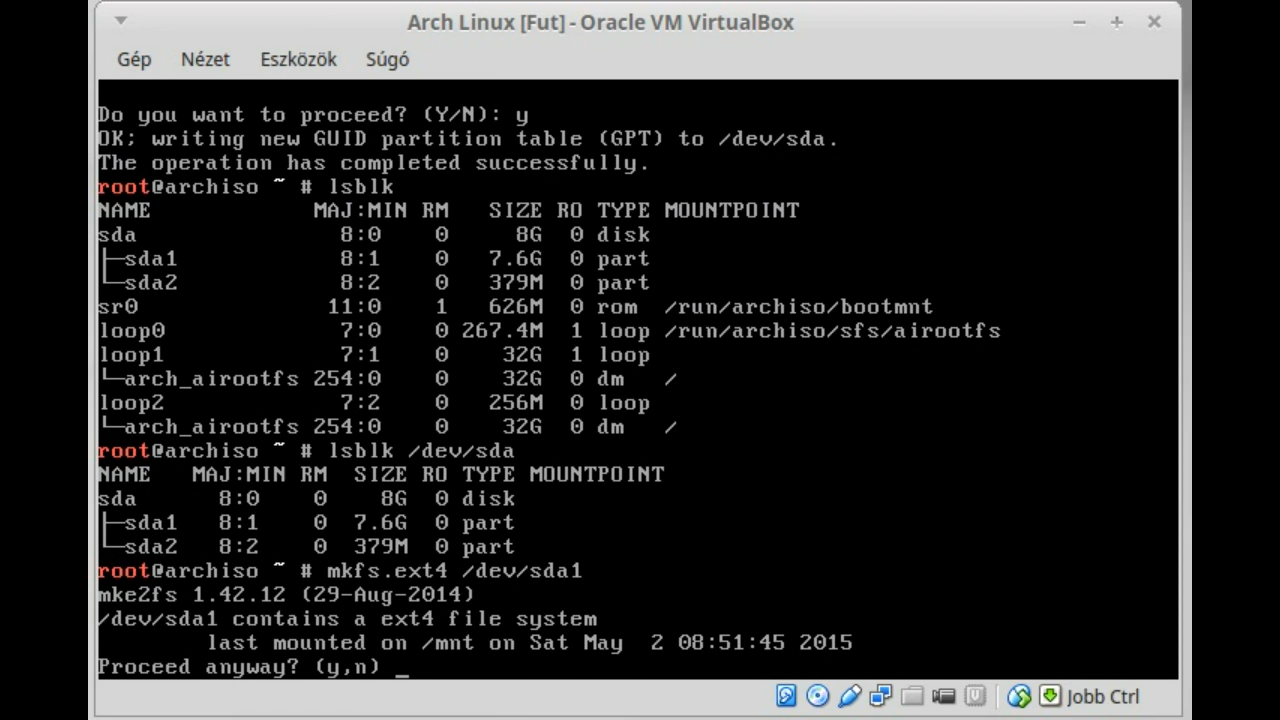 Arch Linux [Fut] - Oracle VM VirtualBox
Gép Nézet Eszközök Súgó
Do you want to proceed? (Y/N): y
OK; writing new GUID partition table (GPT) to /dev/sda.
The operation has completed successfully.
root@archiso ~ # lsblk
NAME MAJ:MIN RM SIZE RO TYPE MOUNTPOINT
sda 8:0 0 8G 0 disk
├─sda1 8:1 0 7.6G 0 part
└─sda2 8:2 0 379M 0 part
sr0 11:0 1 626M 0 rom /run/archiso/bootmnt
loop0 7:0 0 267.4M 1 loop /run/archiso/sfs/airootfs
loop1 7:1 0 32G 1 loop
└─arch_airootfs 254:0 0 32G 0 dm /
loop2 7:2 0 256M 0 loop
└─arch_airootfs 254:0 0 32G 0 dm /
root@archiso ~ # lsblk /dev/sda
NAME MAJ:MIN RM SIZE RO TYPE MOUNTPOINT
sda 8:0 0 8G 0 disk
├─sda1 8:1 0 7.6G 0 part
└─sda2 8:2 0 379M 0 part
root@archiso ~ # mkfs.ext4 /dev/sda1
mke2fs 1.42.12 (29-Aug-2014)
/dev/sda1 contains a ext4 file system
last mounted on /mnt on Sat May 2 08:51:45 2015
Proceed anyway? (y,n) _
Jobb Ctrl